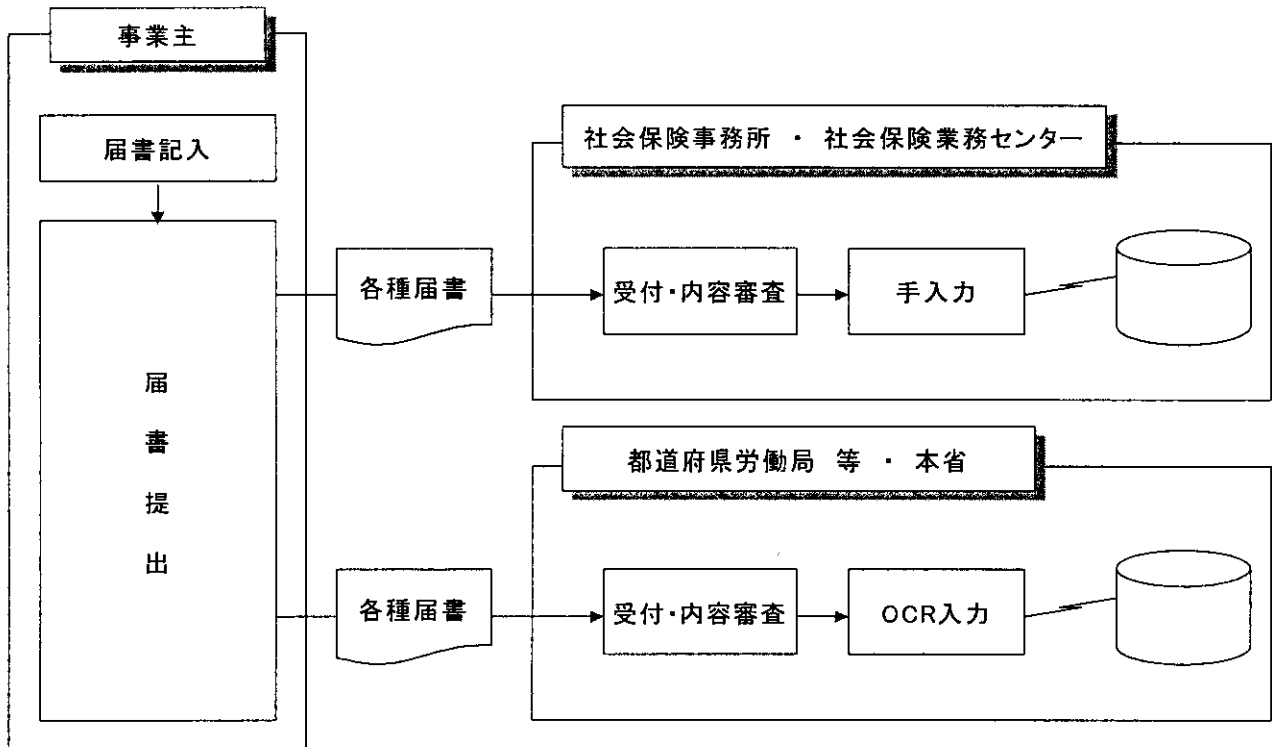 事業主
届書記入
届書提出
社会保険事務所 ・ 社会保険業務センター
各種届書
受付・内容審査
手入力
都道府県労働局 等 ・ 本省
各種届書
受付・内容審査
OCR入力